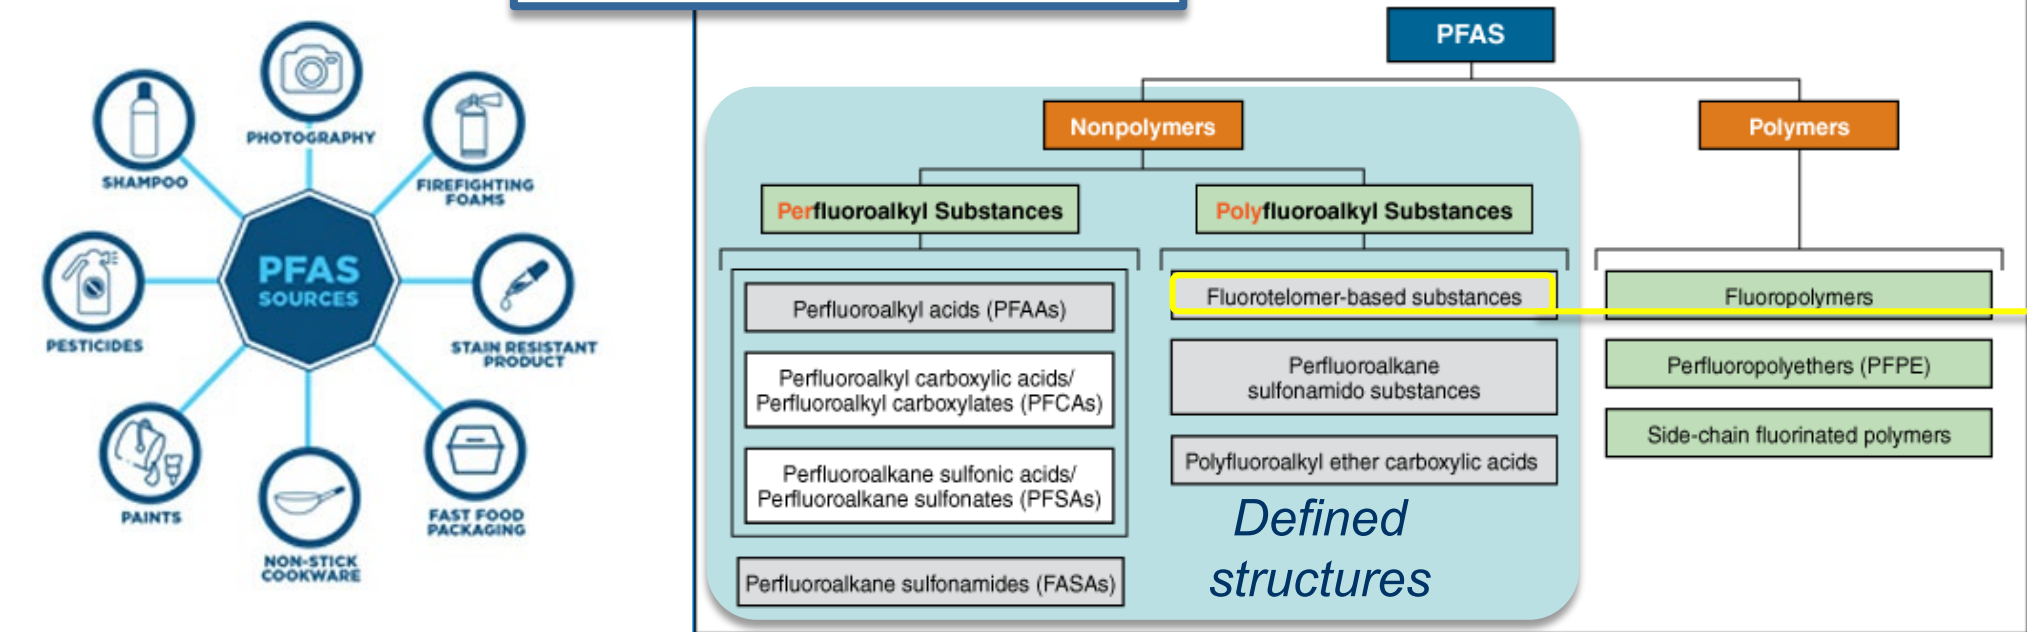 PHOTOGRAPHY
SHAMPOO
FIREFIGHTING
FOAMS
PFAS
SOURCES
PESTICIDES
STAIN RESISTANT
PRODUCT
PAINTS
FAST FOOD
PACKAGING
NON-STICK
COOKWARE
PFAS
Nonpolymers
Polymers
Perfluoroalkyl Substances
Polyfluoroalkyl Substances
Perfluoroalkyl acids (PFAAs)
Perfluoroalkyl carboxylic acids/
Perfluoroalkyl carboxylates (PFCAs)
Perfluoroalkane sulfonic acids/
Perfluoroalkane sulfonates (PFSAs)
Perfluoroalkane sulfonamides (FASAs)
Fluorotelomer-based substances
Perfluoroalkane
sulfonamido substances
Polyfluoroalkyl ether carboxylic acids
Defined
structures
Fluoropolymers
Perfluoropolyethers (PFPE)
Side-chain fluorinated polymers